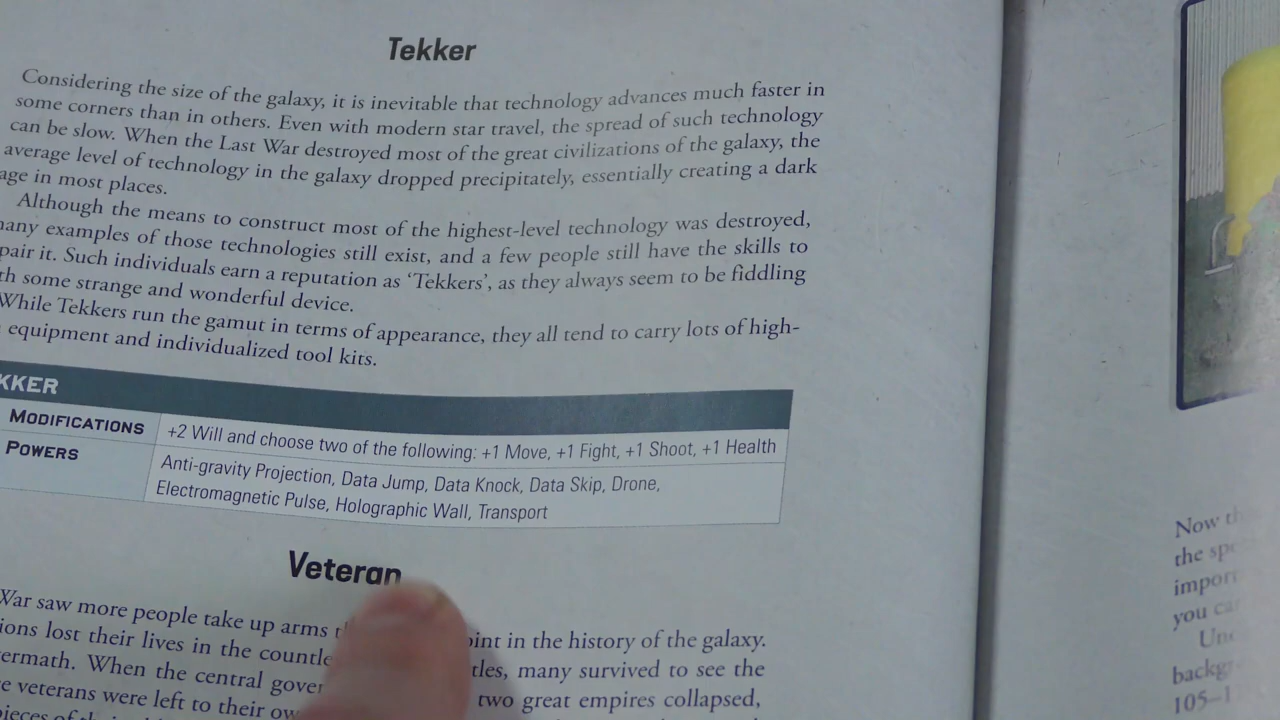 Tekker
Considering the size of the galaxy, it is inevitable that technology advances much faster in
some corners than in others. Even with modern star travel, the spread of such technology
can be slow. When the Last War destroyed most of the great civilizations of the galaxy, the
average level of technology in the galaxy dropped precipitately, essentially creating a dark
age in most places.
Although the means to construct most of the highest-level technology was destroyed,
many examples of those technologies still exist, and a few people still have the skills to
pair it. Such individuals earn a reputation as ‘Tekkers’, as they always seem to be fiddling
th some strange and wonderful device.
While Tekkers run the gamut in terms of appearance, they all tend to carry lots of high-
equipment and individualized tool kits.
KKER
MODIFICATIONS +2 Will and choose two of the following: +1 Move, +1 Fight, +1 Shoot, +1 Health
POWERS Anti-gravity Projection, Data Jump, Data Knock, Data Skip, Drone,
Electromagnetic Pulse, Holographic Wall, Transport
Veteran
War saw more people take up arms oint in the history of the galaxy.
ions lost their lives in the countle tles, many survived to see the
ermath. When the central gover two great empires collapsed,
e veterans were left to their ow
Now th
the spe
impor
you ca
Un
backg
105–1